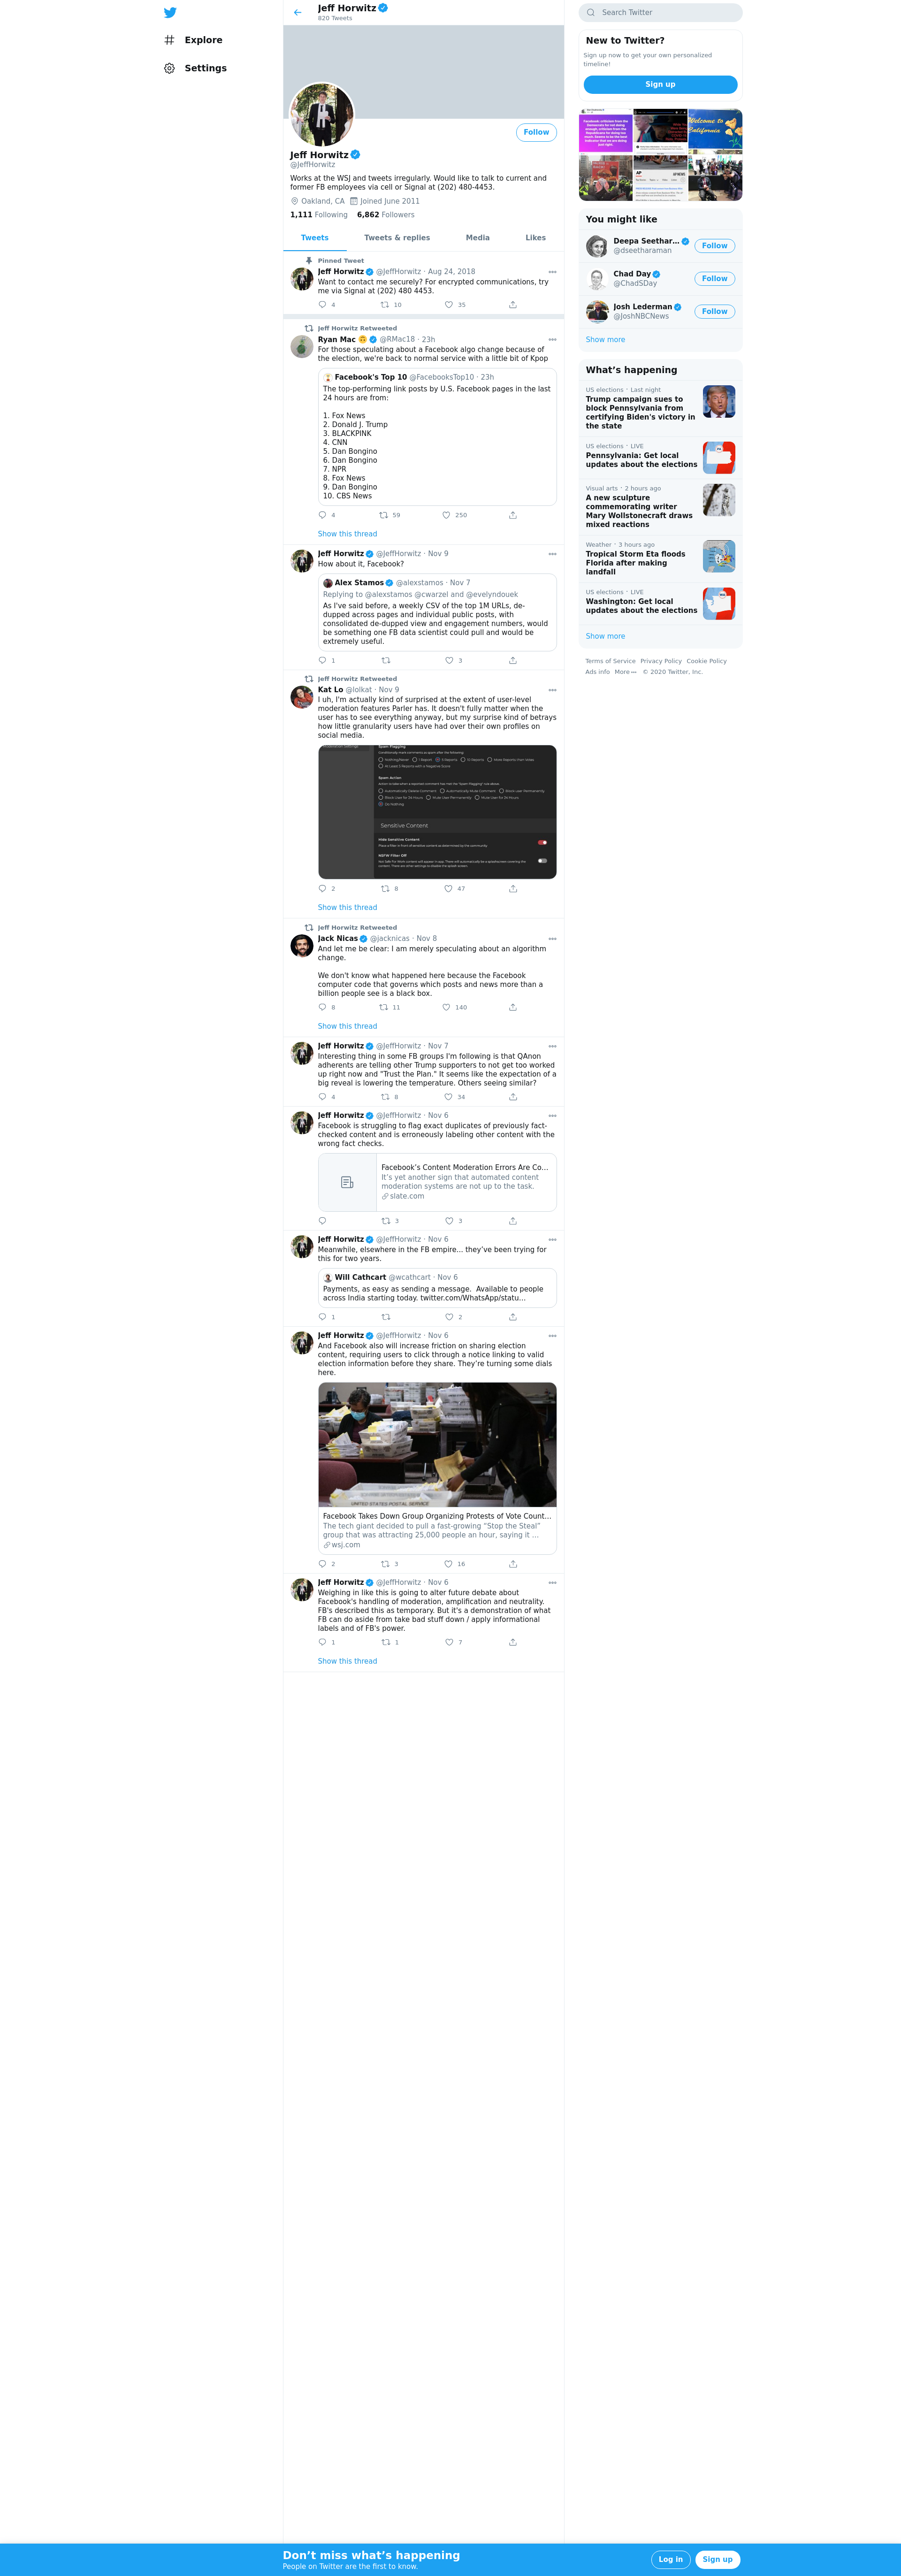 Explore
Settings
Jeff Horwitz
820 Tweets
Follow
Jeff Horwitz
@JeffHorwitz
Works at the WSJ and tweets irregularly. Would like to talk to current and
former FB employees via cell or Signal at (202) 480-4453.
Oakland, CA Joined June 2011
1,111 Following 6,862 Followers
Tweets Tweets & replies Media Likes
Pinned Tweet
Jeff Horwitz @JeffHorwitz · Aug 24, 2018
Want to contact me securely? For encrypted communications, try
me via Signal at (202) 480 4453.
4 10 35
Jeff Horwitz Retweeted
Ryan Mac 🙃 @RMac18 · 23h
For those speculating about a Facebook algo change because of
the election, we're back to normal service with a little bit of Kpop
Facebook's Top 10 @FacebooksTop10 · 23h
The top-performing link posts by U.S. Facebook pages in the last
24 hours are from:
1. Fox News
2. Donald J. Trump
3. BLACKPINK
4. CNN
5. Dan Bongino
6. Dan Bongino
7. NPR
8. Fox News
9. Dan Bongino
10. CBS News
4 59 250
Show this thread
Jeff Horwitz @JeffHorwitz · Nov 9
How about it, Facebook?
Alex Stamos @alexstamos · Nov 7
Replying to @alexstamos @cwarzel and @evelyndouek
As I've said before, a weekly CSV of the top 1M URLs, de-
dupped across pages and individual public posts, with
consolidated de-dupped view and engagement numbers, would
be something one FB data scientist could pull and would be
extremely useful.
1 3
Jeff Horwitz Retweeted
Kat Lo @lolkat · Nov 9
I uh, I'm actually kind of surprised at the extent of user-level
moderation features Parler has. It doesn't fully matter when the
user has to see everything anyway, but my surprise kind of betrays
how little granularity users have had over their own profiles on
social media.
Spam Flagging
Spam Action
Sensitive Content
Hide Sensitive Content
NSFW Filter Off
2 8 47
Show this thread
Jeff Horwitz Retweeted
Jack Nicas @jacknicas · Nov 8
And let me be clear: I am merely speculating about an algorithm
change.
We don't know what happened here because the Facebook
computer code that governs which posts and news more than a
billion people see is a black box.
8 11 140
Show this thread
Jeff Horwitz @JeffHorwitz · Nov 7
Interesting thing in some FB groups I'm following is that QAnon
adherents are telling other Trump supporters to not get too worked
up right now and "Trust the Plan." It seems like the expectation of a
big reveal is lowering the temperature. Others seeing similar?
4 8 34
Jeff Horwitz @JeffHorwitz · Nov 6
Facebook is struggling to flag exact duplicates of previously fact-
checked content and is erroneously labeling other content with the
wrong fact checks.
Facebook's Content Moderation Errors Are Co...
It's yet another sign that automated content
moderation systems are not up to the task.
slate.com
3 3
Jeff Horwitz @JeffHorwitz · Nov 6
Meanwhile, elsewhere in the FB empire... they've been trying for
this for two years.
Will Cathcart @wcathcart · Nov 6
Payments, as easy as sending a message. Available to people
across India starting today. twitter.com/WhatsApp/statu...
1 2
Jeff Horwitz @JeffHorwitz · Nov 6
And Facebook also will increase friction on sharing election
content, requiring users to click through a notice linking to valid
election information before they share. They're turning some dials
here.
UNITED STATES POSTAL SERVICE
Facebook Takes Down Group Organizing Protests of Vote Count...
The tech giant decided to pull a fast-growing "Stop the Steal"
group that was attracting 25,000 people an hour, saying it ...
wsj.com
2 3 16
Jeff Horwitz @JeffHorwitz · Nov 6
Weighing in like this is going to alter future debate about
Facebook's handling of moderation, amplification and neutrality.
FB's described this as temporary. But it's a demonstration of what
FB can do aside from take bad stuff down / apply informational
labels and of FB's power.
1 1 7
Show this thread
Search Twitter
New to Twitter?
Sign up now to get your own personalized
timeline!
Sign up
Welcome to
California
AP
You might like
Deepa Seethar...
@dseetharaman
Follow
Chad Day
@ChadSDay
Follow
Josh Lederman
@JoshNBCNews
Follow
Show more
What's happening
US elections · Last night
Trump campaign sues to
block Pennsylvania from
certifying Biden's victory in
the state
US elections · LIVE
Pennsylvania: Get local
updates about the elections
Visual arts · 2 hours ago
A new sculpture
commemorating writer
Mary Wollstonecraft draws
mixed reactions
Weather · 3 hours ago
Tropical Storm Eta floods
Florida after making
landfall
US elections · LIVE
Washington: Get local
updates about the elections
Show more
Terms of Service Privacy Policy Cookie Policy
Ads info More © 2020 Twitter, Inc.
Don't miss what's happening
People on Twitter are the first to know.
Log in
Sign up